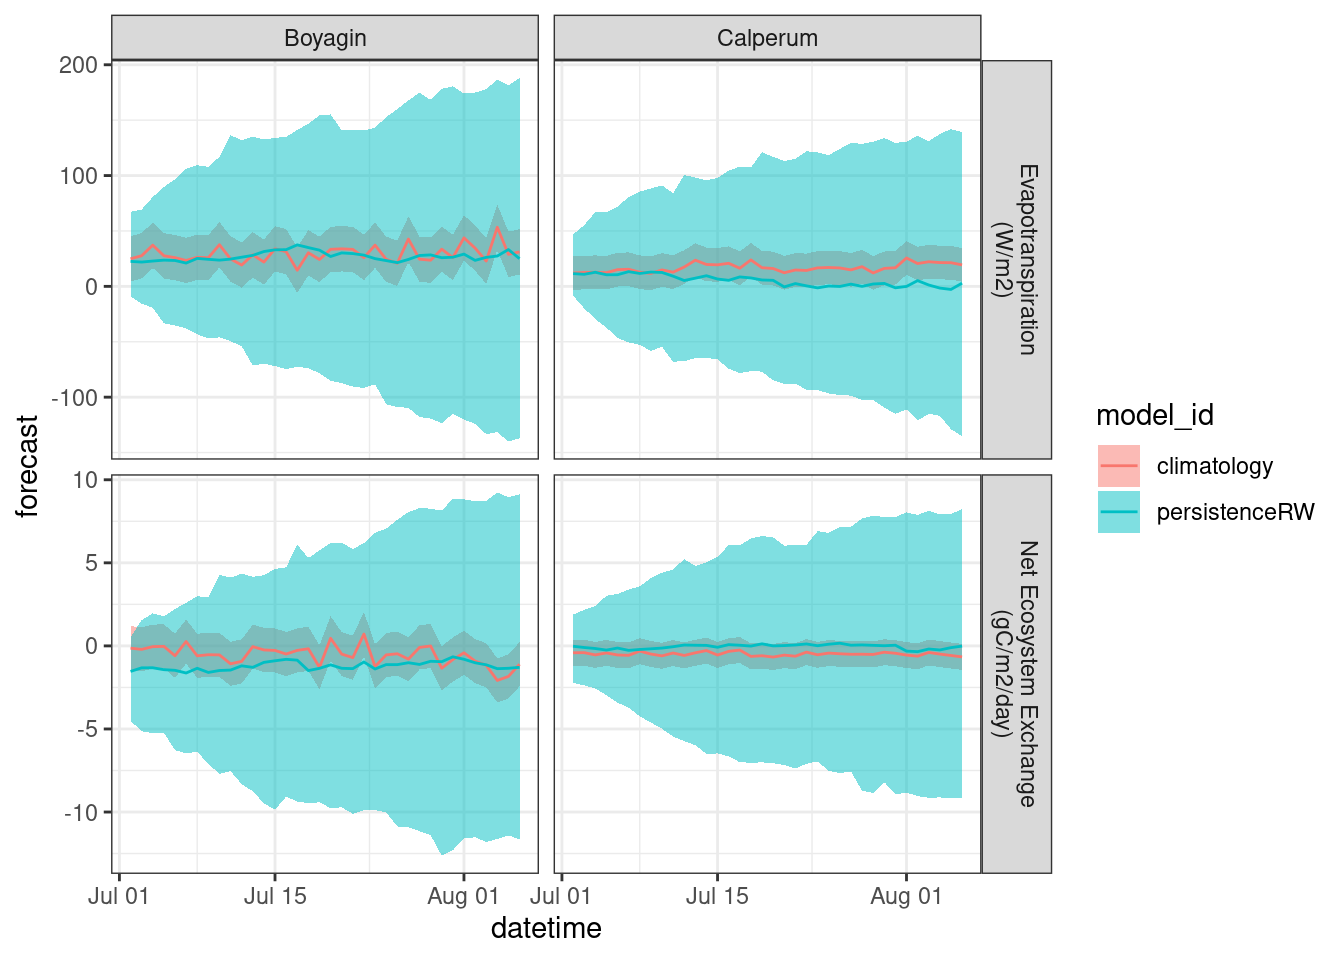 Boyagin
Calperum
200
100
0
-100
Evapotranspiration
(W/m2)
10
5
0
-5
-10
Net Ecosystem Exchange
(gC/m2/day)
forecast
Jul 01
Jul 15
Aug 01
Jul 01
Jul 15
Aug 01
datetime
model_id
climatology
persistenceRW